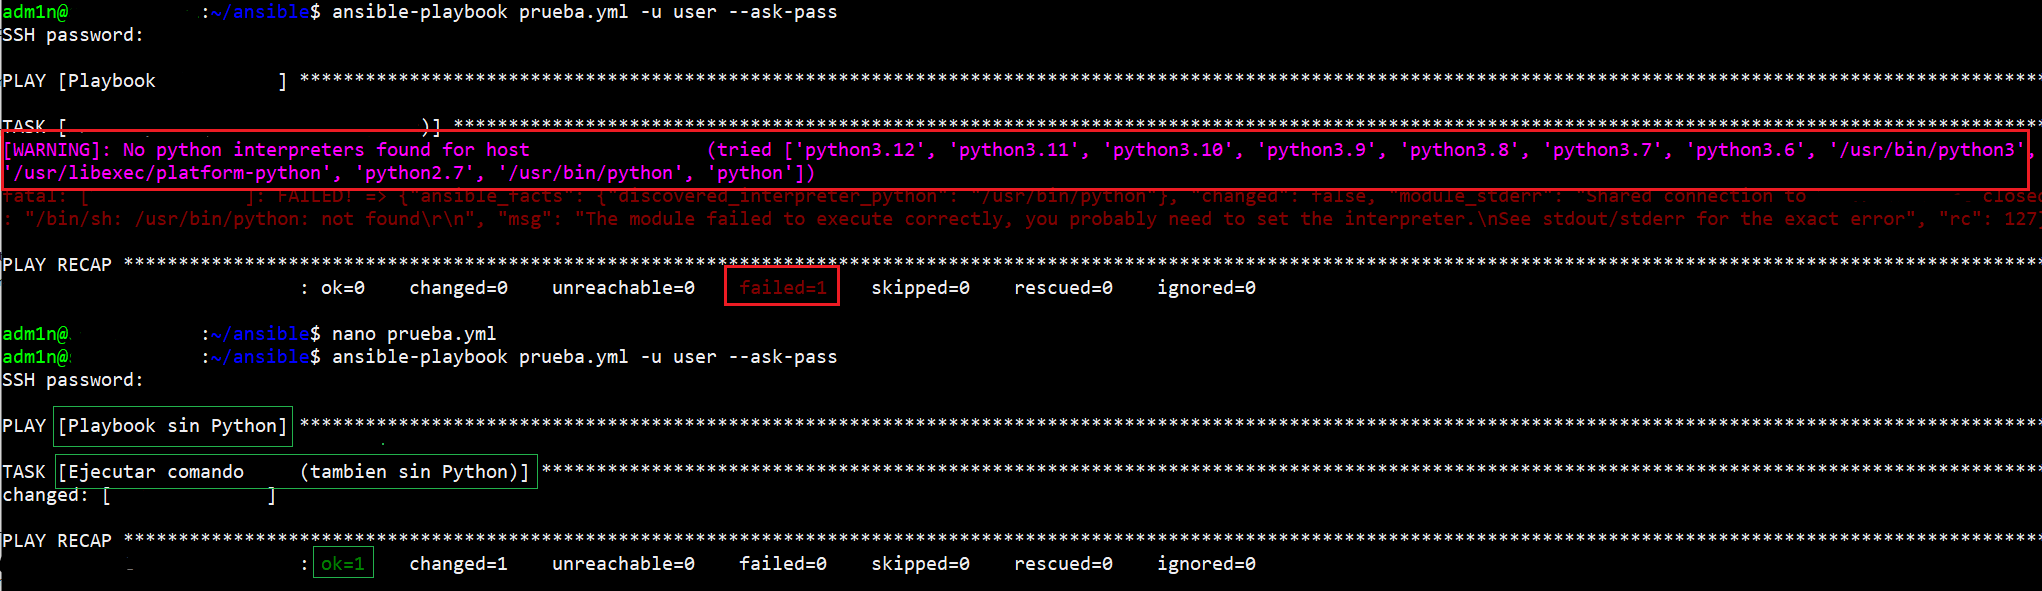 adm1n@ :~/ansible$ ansible-playbook prueba.yml -u user --ask-pass
SSH password:
PLAY [Playbook ] **********************************************************************************************************************************************************
TASK [ )] ************************************************************************************************************************************************
[WARNING]: No python interpreters found for host (tried ['python3.12', 'python3.11', 'python3.10', 'python3.9', 'python3.8', 'python3.7', 'python3.6', '/usr/bin/python3',
'/usr/libexec/platform-python', 'python2.7', '/usr/bin/python', 'python'])
fatal: [ ]: FAILED! => {"ansible_facts": {"discovered_interpreter_python": "/usr/bin/python"}, "changed": false, "module_stderr": "Shared connection to closed
: "/bin/sh: /usr/bin/python: not found\r\n", "msg": "The module failed to execute correctly, you probably need to set the interpreter.\nSee stdout/stderr for the exact error", "rc": 127}
PLAY RECAP ******************************************************************************************************************************************************************************
: ok=0 changed=0 unreachable=0 failed=1 skipped=0 rescued=0 ignored=0
adm1n@ :~/ansible$ nano prueba.yml
adm1n@ :~/ansible$ ansible-playbook prueba.yml -u user --ask-pass
SSH password:
PLAY [Playbook sin Python] **********************************************************************************************************************************************************
TASK [Ejecutar comando (tambien sin Python)] ****************************************************************************************************************************************
changed: [ ]
PLAY RECAP ******************************************************************************************************************************************************************************
: ok=1 changed=1 unreachable=0 failed=0 skipped=0 rescued=0 ignored=0